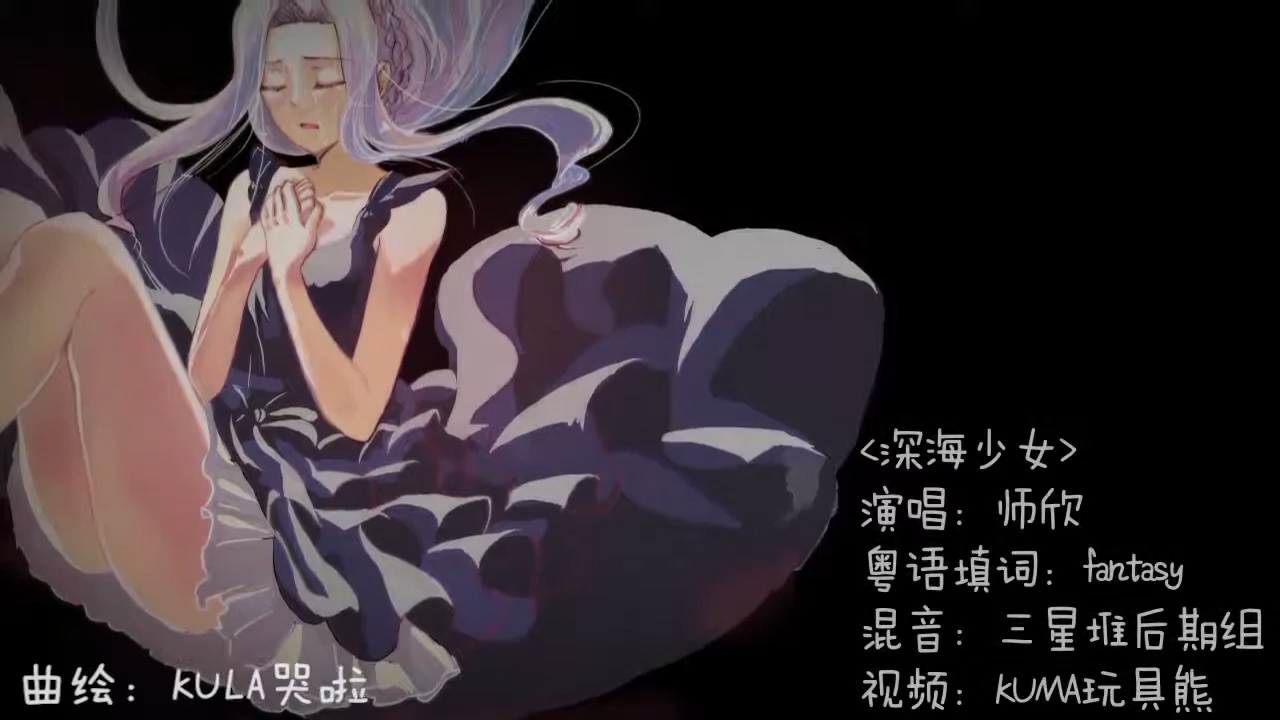 <深海少女>
演唱：师欣
粤语填词：fantasy
混音：三星堆后期组
视频：KUMA玩具熊
曲绘：KULA哭啦